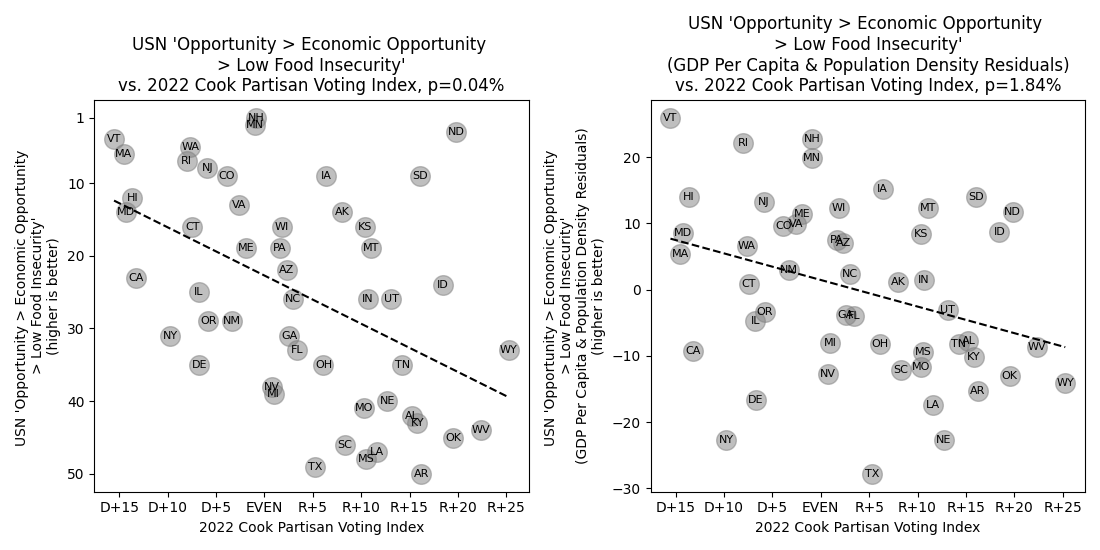 USN 'Opportunity > Economic Opportunity
> Low Food Insecurity'
vs. 2022 Cook Partisan Voting Index, p=0.04%
USN 'Opportunity > Economic Opportunity
> Low Food Insecurity'
(higher is better)
1
10
20
30
40
50
VT
MA
HI
MD
CA
NY
WA
RI
NJ
CO
CT
VA
ME
IL
OR
NM
DE
NH
MN
WI
PA
AZ
NC
GA
FL
OH
NV
MI
IA
AK
KS
MT
IN
UT
TN
MO
NE
AL
KY
SC
LA
MS
TX
AR
SD
ND
ID
WY
OK
WV
D+15
D+10
D+5
EVEN
R+5
R+10
R+15
R+20
R+25
2022 Cook Partisan Voting Index
USN 'Opportunity > Economic Opportunity
> Low Food Insecurity'
(GDP Per Capita & Population Density Residuals)
vs. 2022 Cook Partisan Voting Index, p=1.84%
USN 'Opportunity > Economic Opportunity
> Low Food Insecurity'
(GDP Per Capita & Population Density Residuals)
(higher is better)
20
10
0
−10
−20
−30
VT
RI
NH
MN
HI
NJ
ME
VA
CO
WI
IA
MT
SD
ND
ID
MD
MA
WA
PA
AZ
KS
NM
NC
CT
AK
IN
OR
IL
GA
FL
UT
CA
MI
OH
MS
TN
AL
KY
WV
MO
SC
NV
OK
WY
AR
DE
LA
NY
NE
TX
D+15
D+10
D+5
EVEN
R+5
R+10
R+15
R+20
R+25
2022 Cook Partisan Voting Index